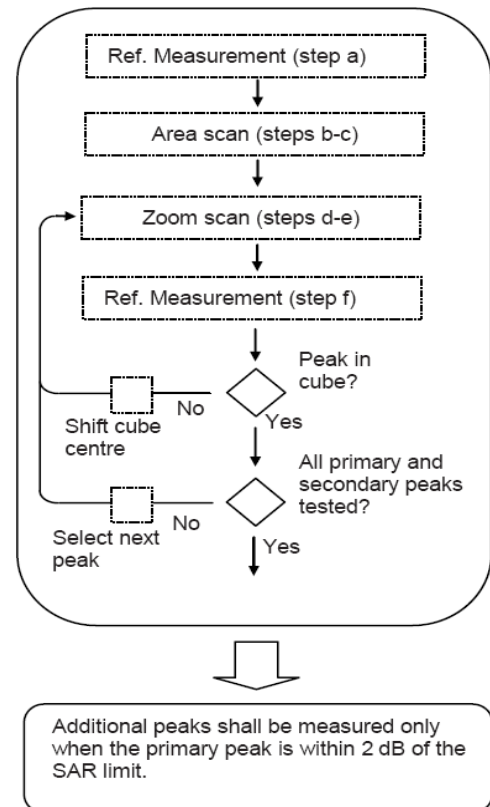 Ref. Measurement (step a)
Area scan (steps b-c)
Zoom scan (steps d-e)
Ref. Measurement (step f)
Peak in
cube?
No
Yes
Shift cube
centre
All primary and
secondary peaks
tested?
No
Yes
Select next
peak
Additional peaks shall be measured only
when the primary peak is within 2 dB of the
SAR limit.